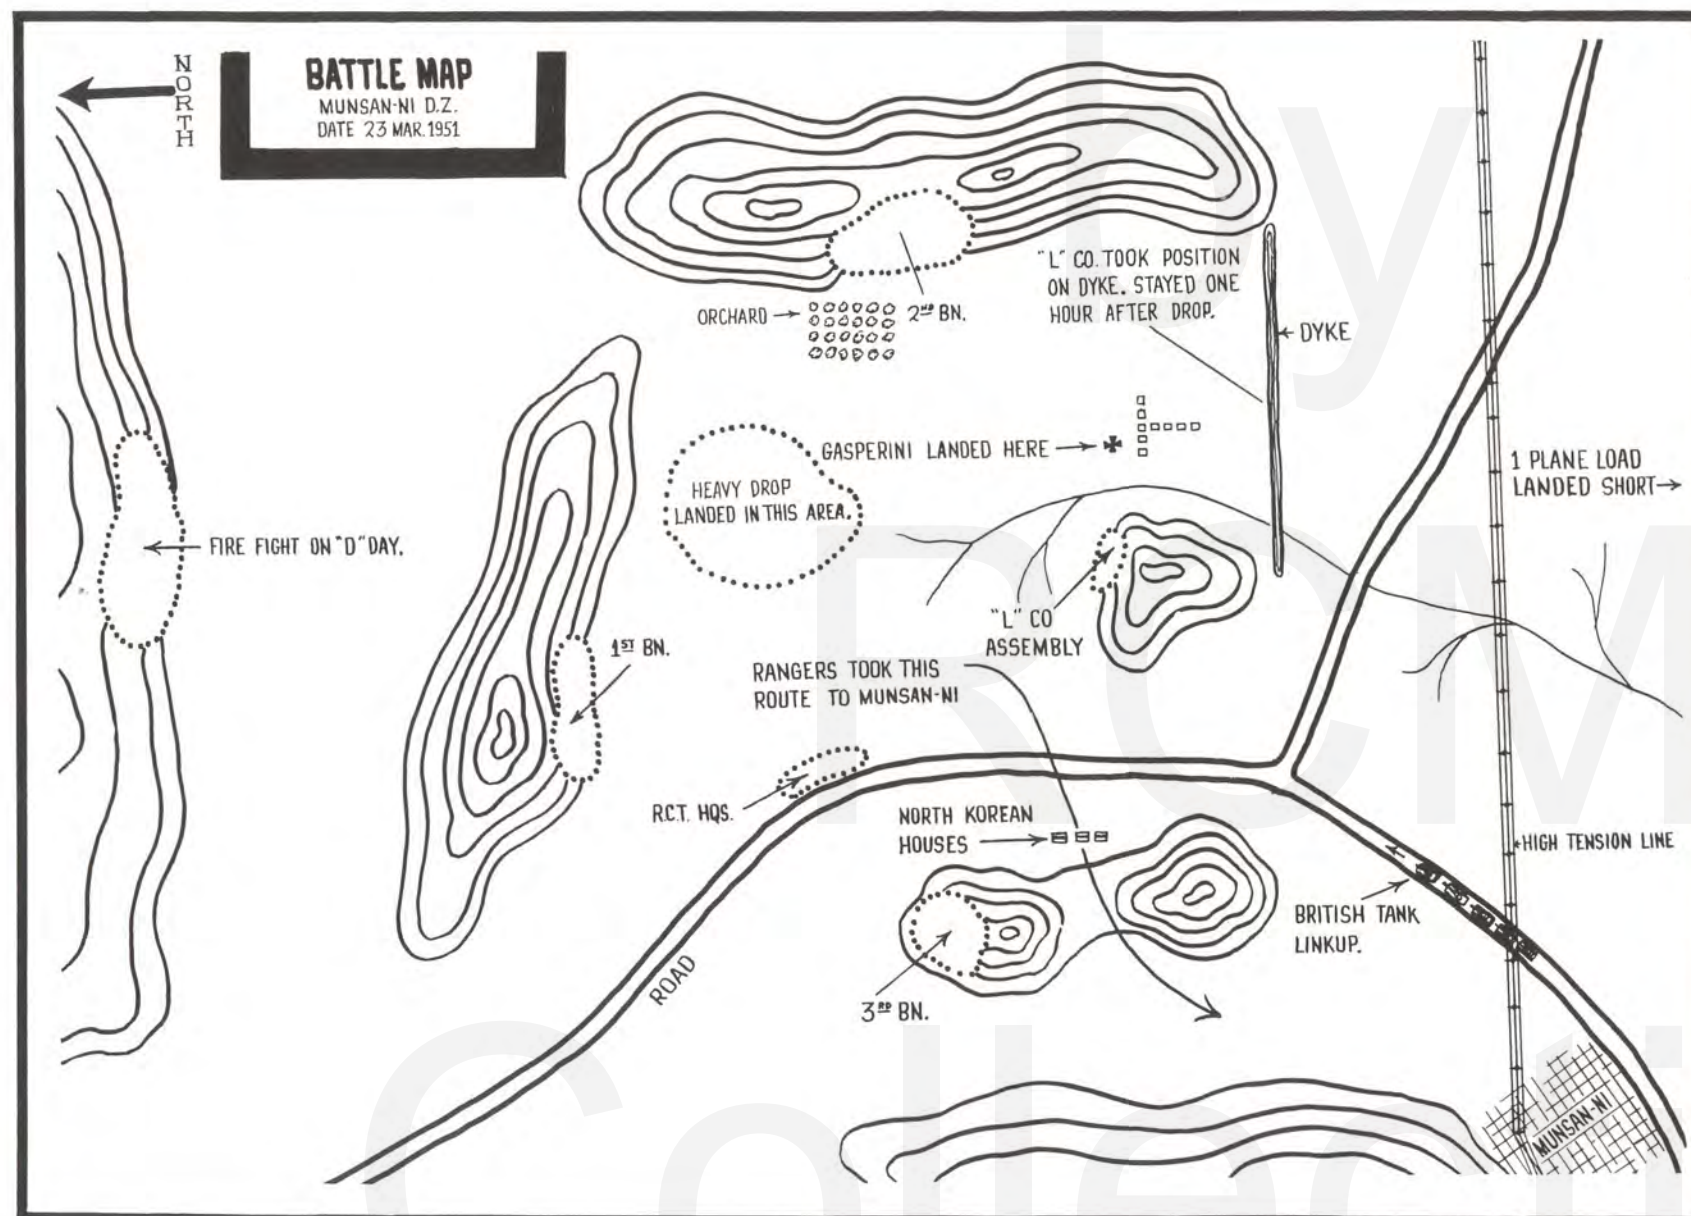 NORTH
BATTLE MAP
MUNSAN-NI D.Z.
DATE 23 MAR. 1951
"L" CO. TOOK POSITION
ON DYKE. STAYED ONE
HOUR AFTER DROP.
ORCHARD
2ND BN.
DYKE
GASPERINI LANDED HERE
1 PLANE LOAD
LANDED SHORT
HEAVY DROP
LANDED IN THIS AREA.
FIRE FIGHT ON "D" DAY.
"L" CO
ASSEMBLY
1ST BN.
RANGERS TOOK THIS
ROUTE TO MUNSAN-NI
R.C.T. HQS.
NORTH KOREAN
HOUSES
HIGH TENSION LINE
BRITISH TANK
LINKUP.
ROAD
3RD BN.
MUNSAN-NI
by
RCM
Collecti